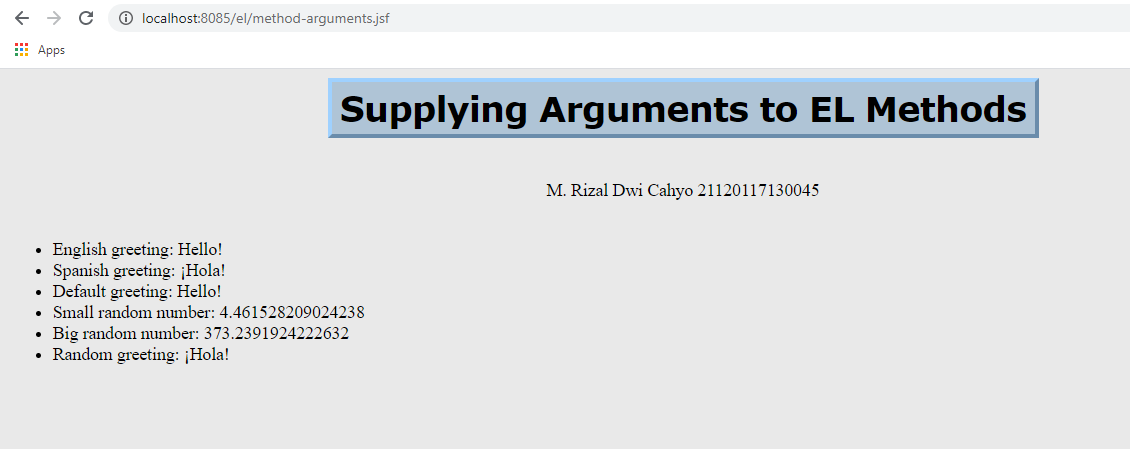 localhost:8085/el/method-arguments.jsf
Apps
Supplying Arguments to EL Methods
M. Rizal Dwi Cahyo 21120117130045
English greeting: Hello!
Spanish greeting: ¡Hola!
Default greeting: Hello!
Small random number: 4.461528209024238
Big random number: 373.2391924222632
Random greeting: ¡Hola!